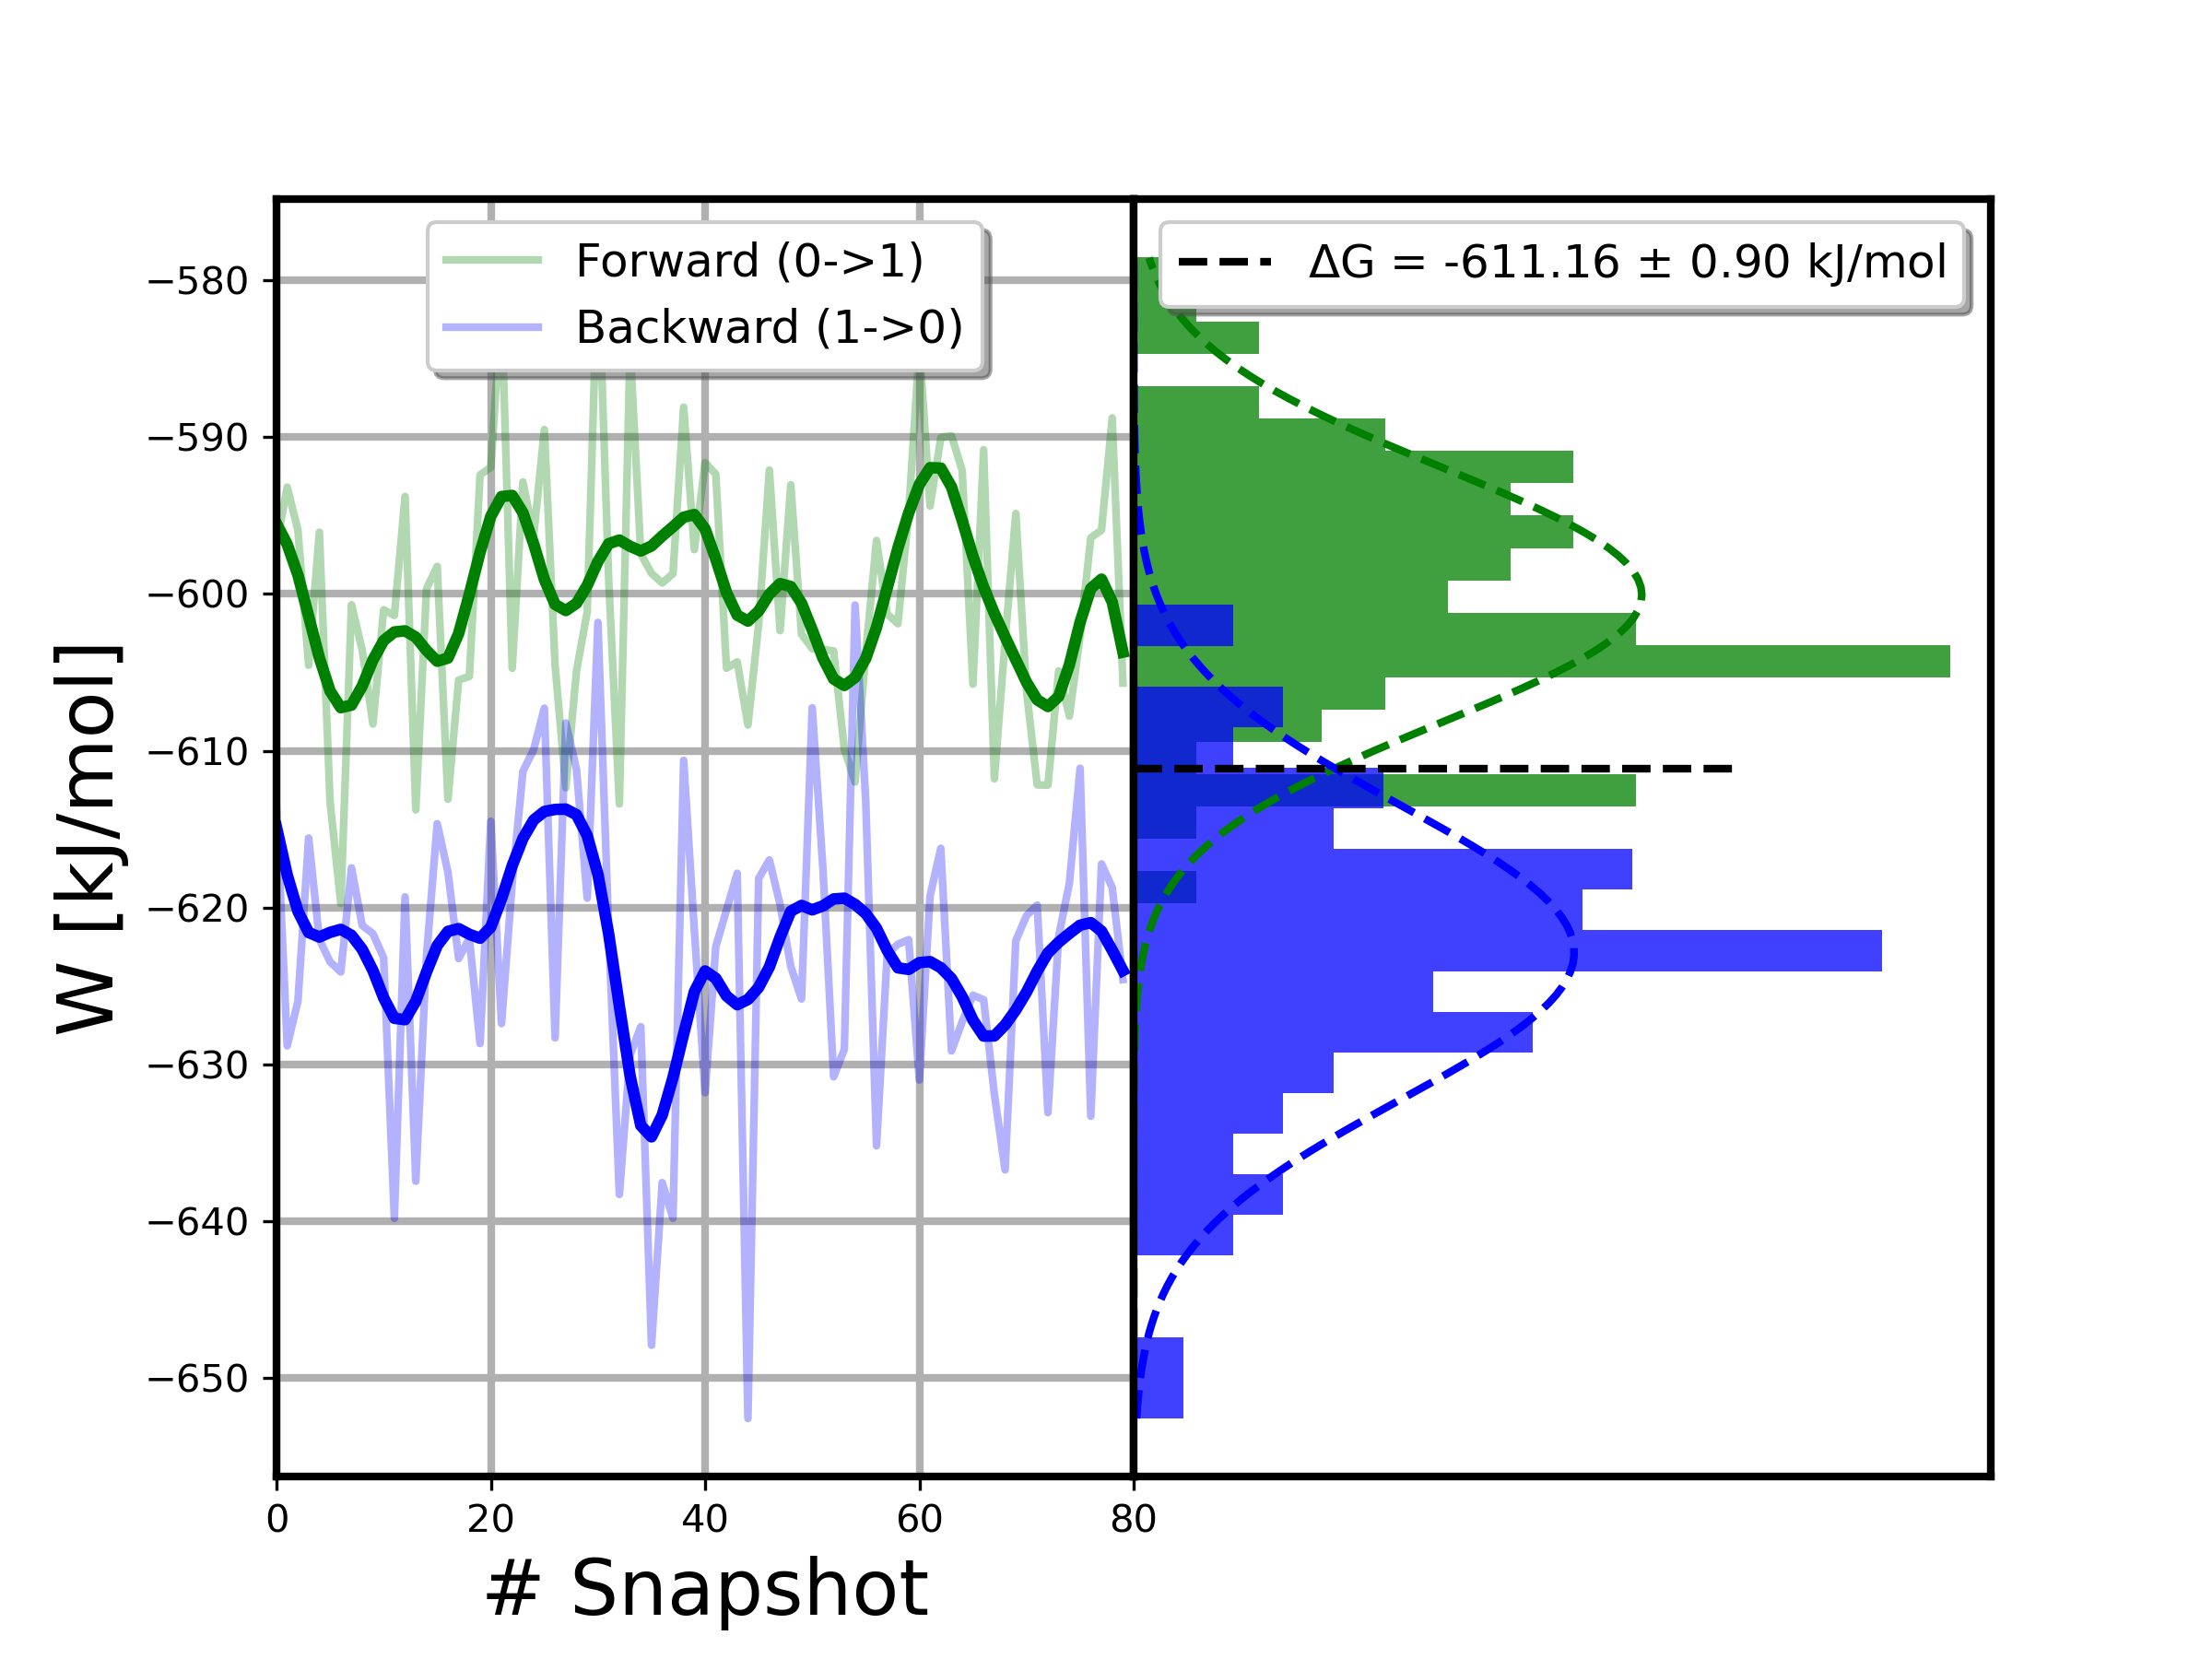 Forward (0->1)
Backward (1->0)
ΔG = -611.16 ± 0.90 kJ/mol
W [kJ/mol]
−580
−590
−600
−610
−620
−630
−640
−650
0 20 40 60 80
# Snapshot